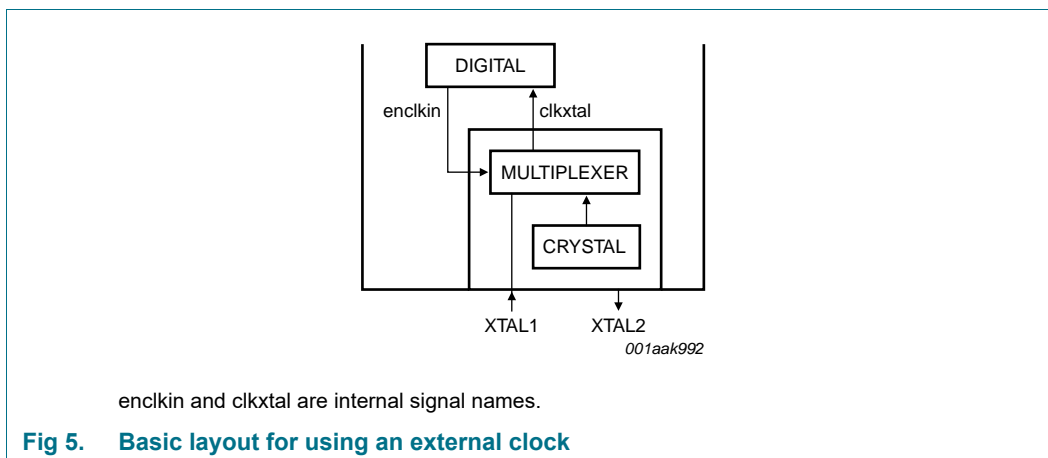 DIGITAL
enclkin
clkxtal
MULTIPLEXER
CRYSTAL
XTAL1
XTAL2
001aak992
enclkin and clkxtal are internal signal names.
Fig 5. Basic layout for using an external clock